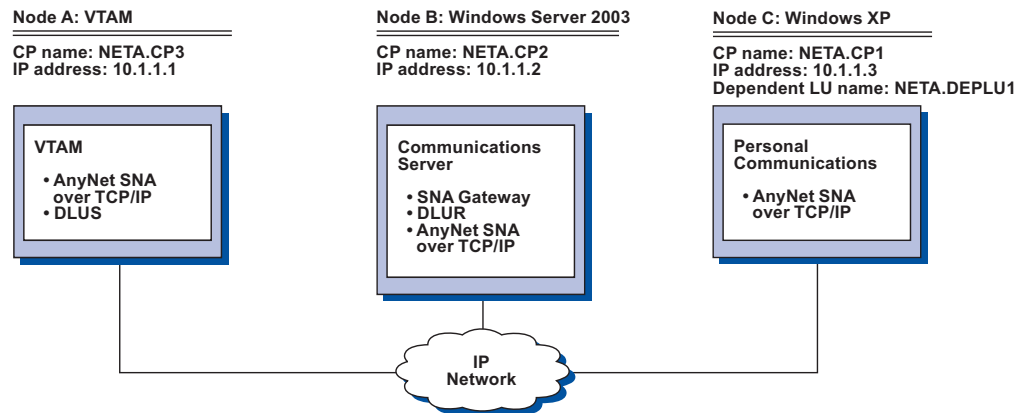 Node A: VTAM
CP name: NETA.CP3
IP address: 10.1.1.1
VTAM
• AnyNet SNA
over TCP/IP
• DLUS
Node B: Windows Server 2003
CP name: NETA.CP2
IP address: 10.1.1.2
Communications
Server
• SNA Gateway
• DLUR
• AnyNet SNA
over TCP/IP
Node C: Windows XP
CP name: NETA.CP1
IP address: 10.1.1.3
Dependent LU name: NETA.DEPLU1
Personal
Communications
• AnyNet SNA
over TCP/IP
IP
Network